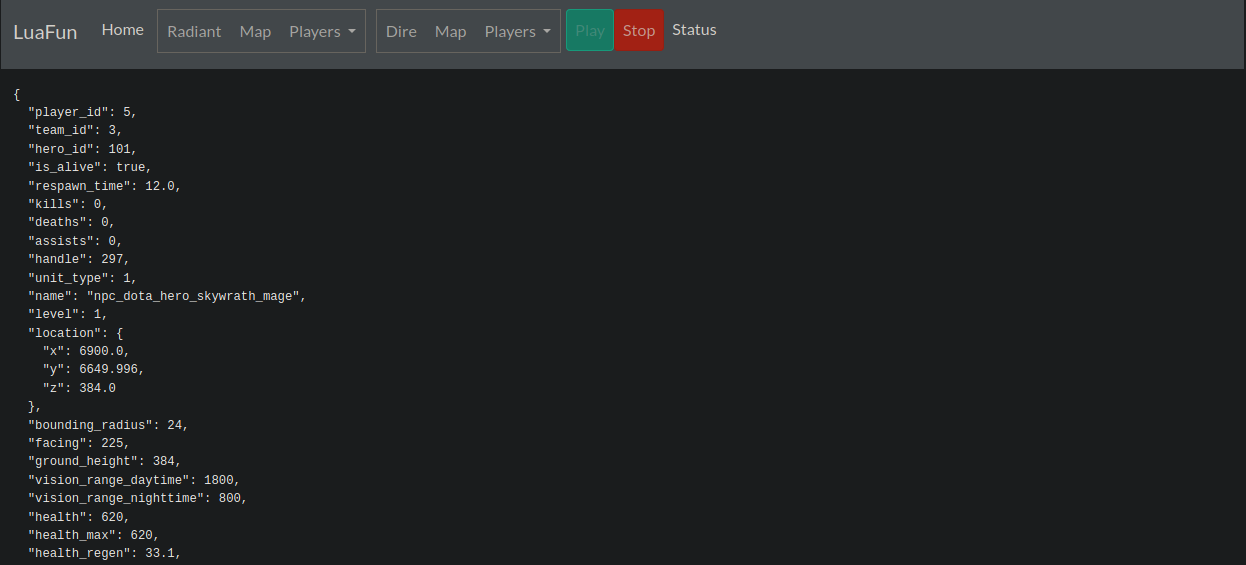 LuaFun Home Radiant Map Players Dire Map Players Play Stop Status
{
  "player_id": 5,
  "team_id": 3,
  "hero_id": 101,
  "is_alive": true,
  "respawn_time": 12.0,
  "kills": 0,
  "deaths": 0,
  "assists": 0,
  "handle": 297,
  "unit_type": 1,
  "name": "npc_dota_hero_skywrath_mage",
  "level": 1,
  "location": {
    "x": 6900.0,
    "y": 6649.996,
    "z": 384.0
  },
  "bounding_radius": 24,
  "facing": 225,
  "ground_height": 384,
  "vision_range_daytime": 1800,
  "vision_range_nighttime": 800,
  "health": 620,
  "health_max": 620,
  "health_regen": 33.1,